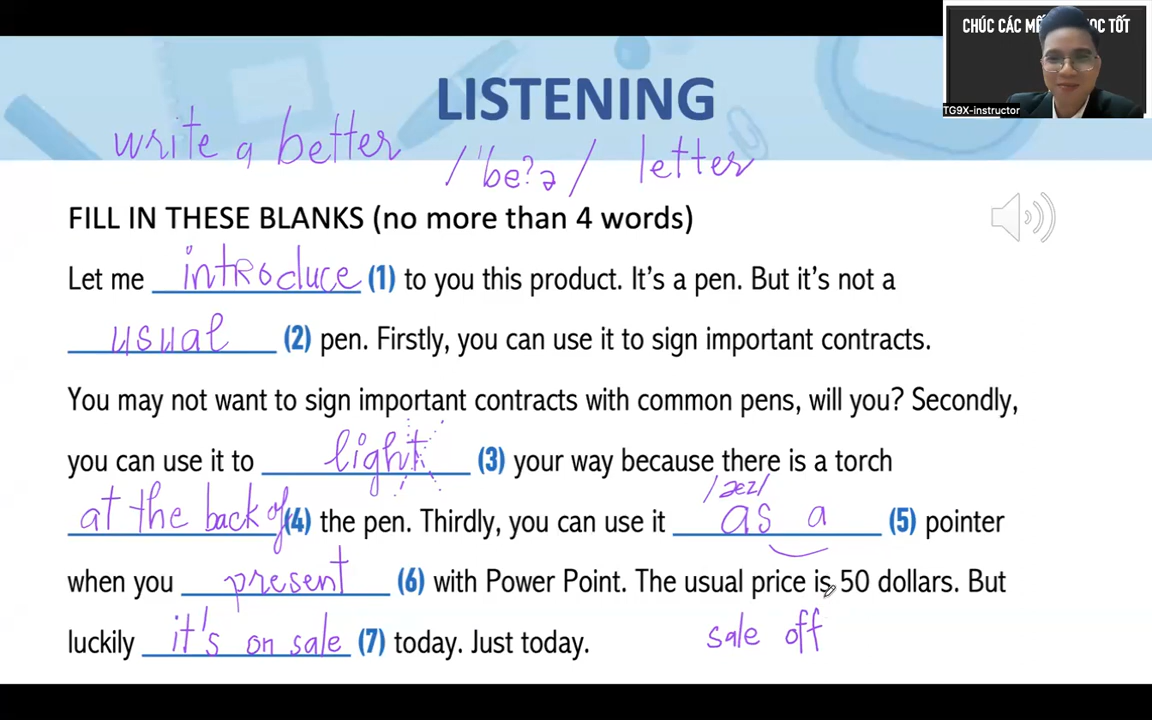 CHÚC CÁC MÔ ỌC TỐT
TG9X-instructor
LISTENING
write a better /'be?ə/ letter
FILL IN THESE BLANKS (no more than 4 words)
Let me introduce (1) to you this product. It's a pen. But it's not a
usual (2) pen. Firstly, you can use it to sign important contracts.
You may not want to sign important contracts with common pens, will you? Secondly,
you can use it to light (3) your way because there is a torch
/æz/
at the back of (4) the pen. Thirdly, you can use it as a (5) pointer
when you present (6) with Power Point. The usual price is 50 dollars. But
luckily it's on sale (7) today. Just today.
sale off